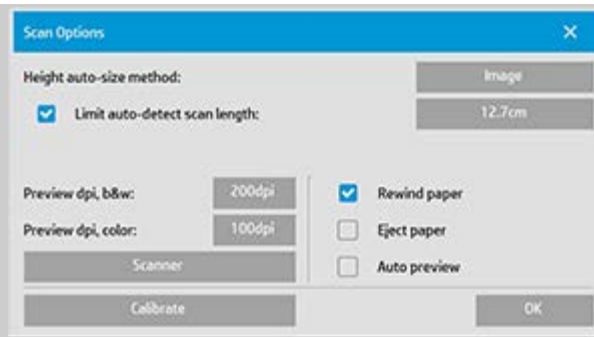 Scan Options
Height auto-size method: Image
Limit auto-detect scan length: 12.7cm
Preview dpi, b&w: 200dpi
Rewind paper
Preview dpi, color: 100dpi
Eject paper
Scanner
Auto preview
Calibrate
OK